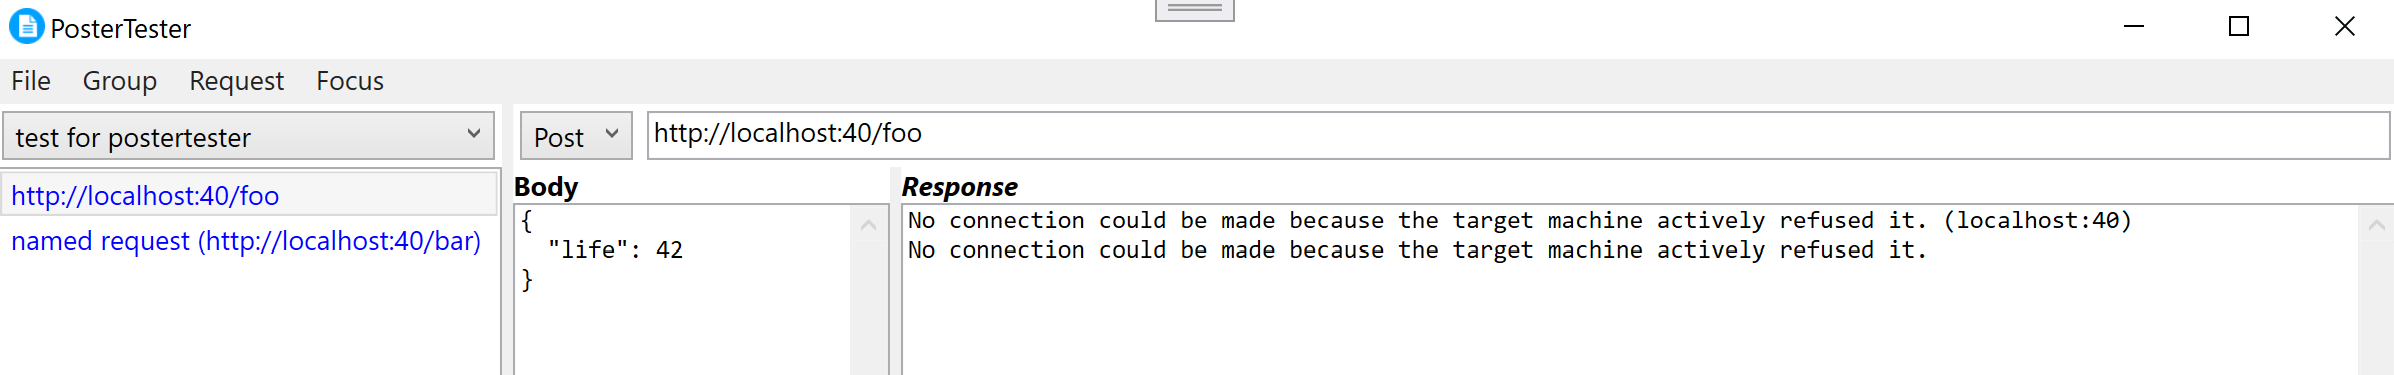 PosterTester
File Group Request Focus
test for postertester
Post http://localhost:40/foo
http://localhost:40/foo
named request (http://localhost:40/bar)
Body
{
  "life": 42
}
Response
No connection could be made because the target machine actively refused it. (localhost:40)
No connection could be made because the target machine actively refused it.